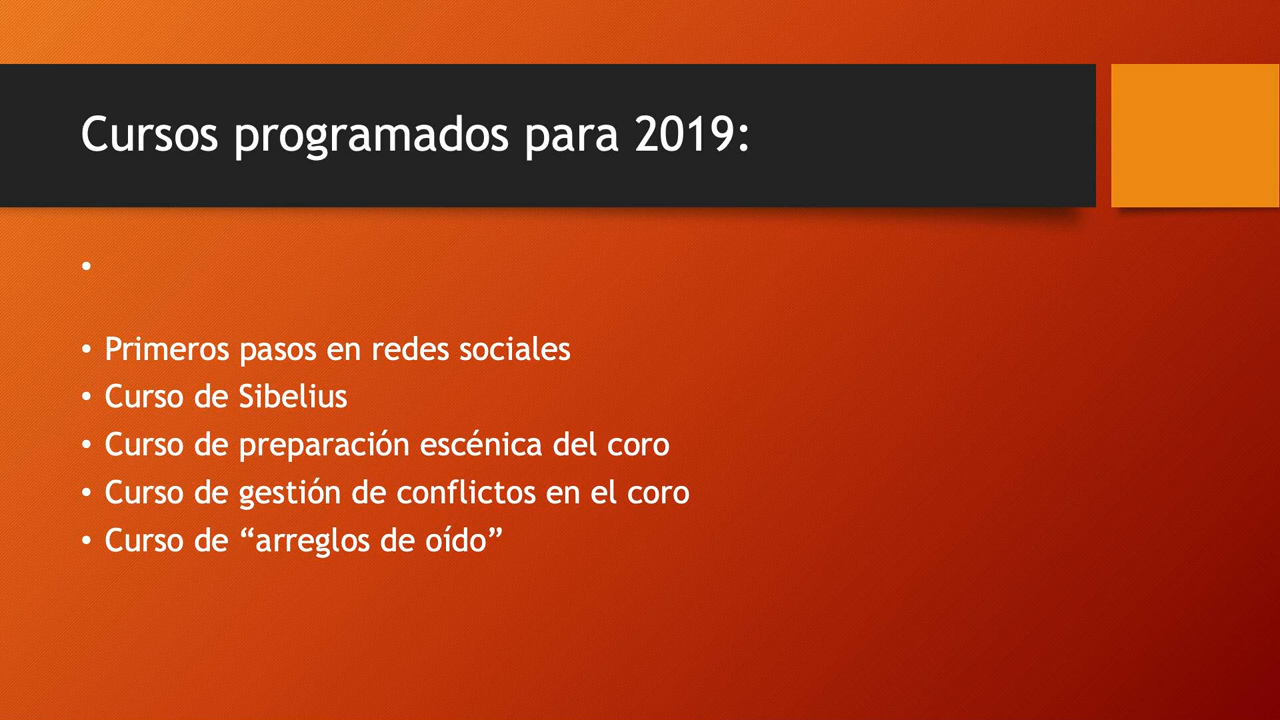 Cursos programados para 2019:
•
• Primeros pasos en redes sociales
• Curso de Sibelius
• Curso de preparación escénica del coro
• Curso de gestión de conflictos en el coro
• Curso de “arreglos de oído”